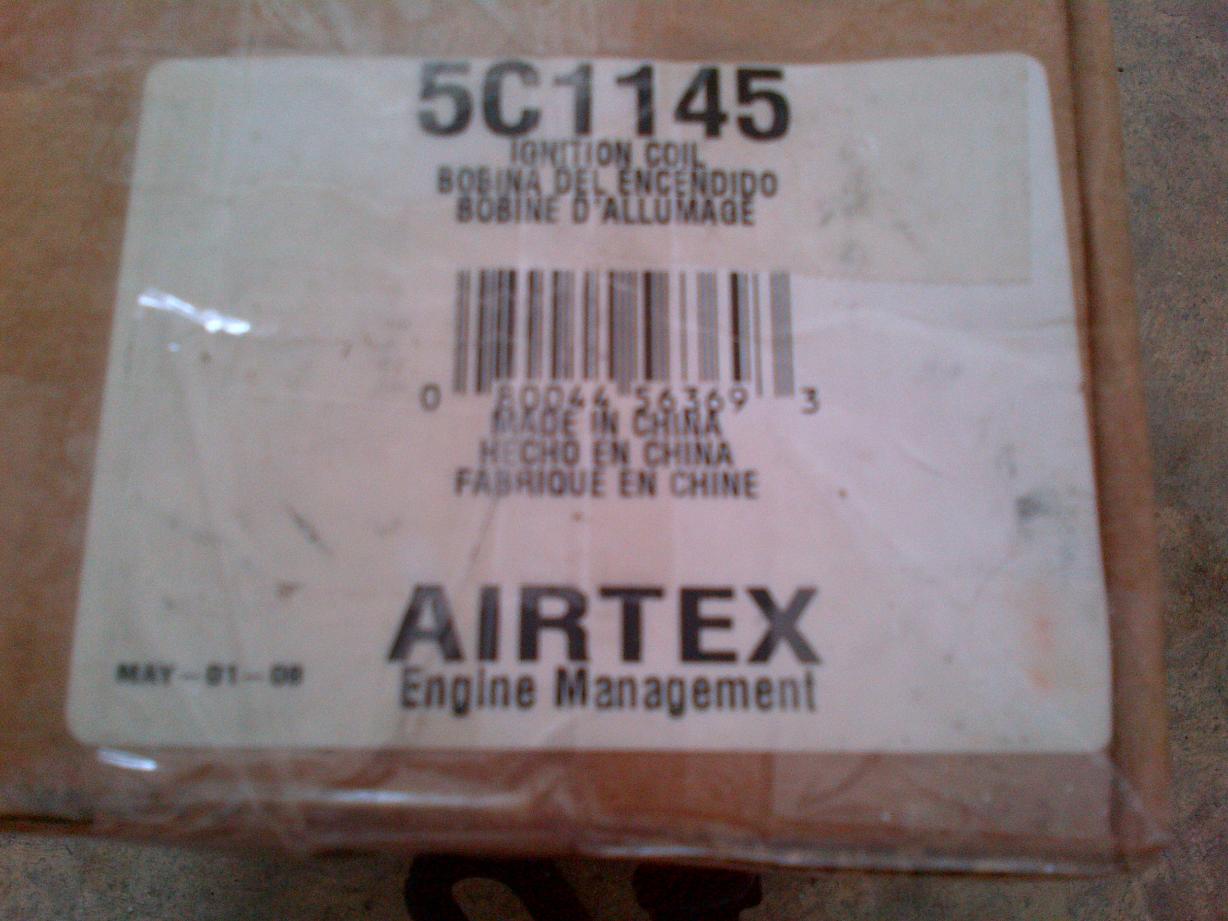 5C1145
IGNITION COIL
BOBINA DEL ENCENDIDO
BOBINE D'ALLUMAGE
0 80044 56369 3
MADE IN CHINA
HECHO EN CHINA
FABRIQUE EN CHINE
AIRTEX
MAY-01-08
Engine Management